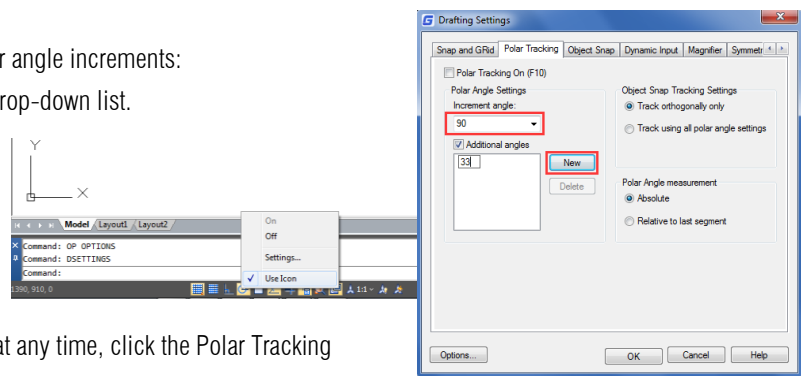 r angle increments:
rop-down list.
Y
X
Model Layout1 Layout2
Command: OP OPTIONS
Command: DSETTINGS
Command:
1390, 910, 0
1:1
On
Off
Settings...
Use Icon
at any time, click the Polar Tracking
Drafting Settings
Snap and GRid Polar Tracking Object Snap Dynamic Input Magnifier Symmetr
Polar Tracking On (F10)
Polar Angle Settings
Increment angle:
90
Additional angles
33
New
Delete
Object Snap Tracking Settings
Track orthogonally only
Track using all polar angle settings
Polar Angle measurement
Absolute
Relative to last segment
Options... OK Cancel Help